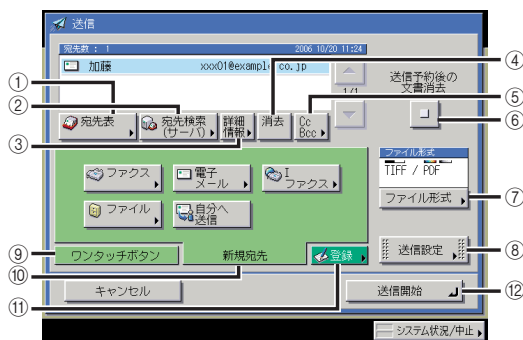 送信
宛先数 : 1 2006 10/20 11:24
加藤 xxx01@example.co.jp
1/1
送信予約後の
文書消去
宛先表
宛先検索
(サーバ)
詳細
情報
消去
Cc
Bcc
ファクス
電子
メール
I
ファクス
ファイル
自分へ
送信
ファイル形式
TIFF / PDF
ファイル形式
ワンタッチボタン
新規宛先
登録
送信設定
キャンセル
送信開始
システム状況/中止
①
②
③
④
⑤
⑥
⑦
⑧
⑨
⑩
⑪
⑫